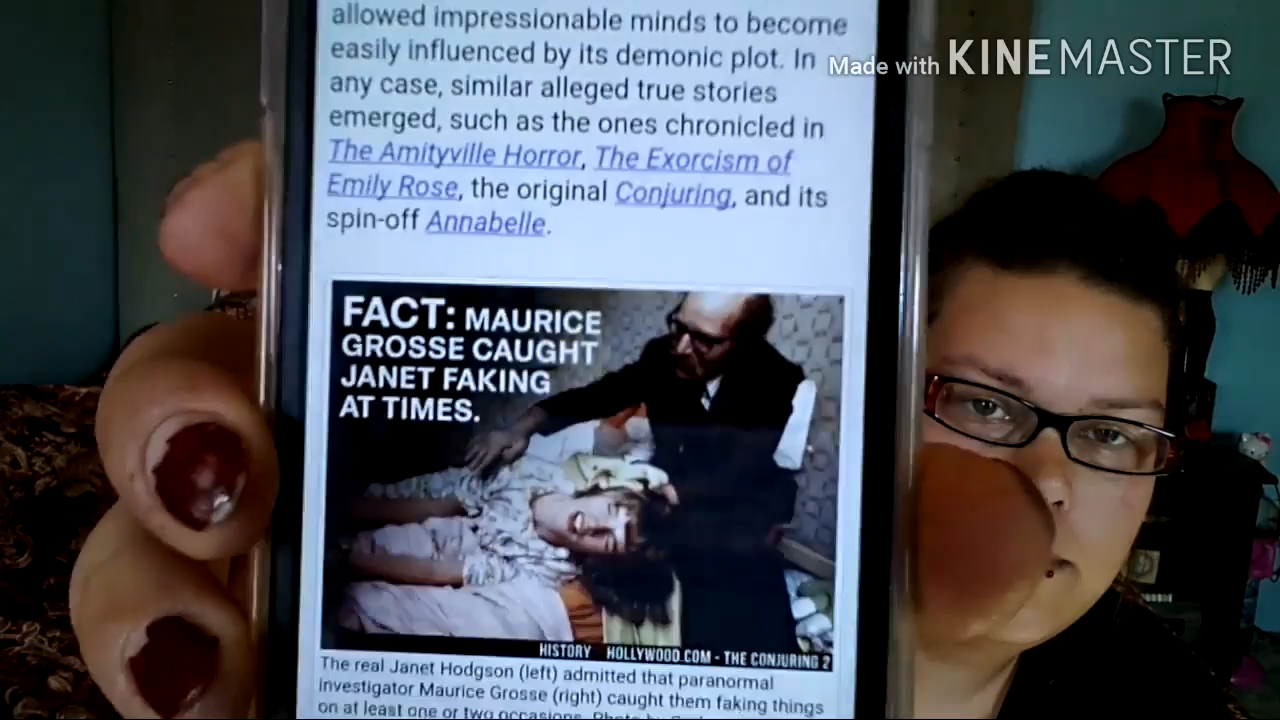 allowed impressionable minds to become
easily influenced by its demonic plot. In
any case, similar alleged true stories
emerged, such as the ones chronicled in
The Amityville Horror, The Exorcism of
Emily Rose, the original Conjuring, and its
spin-off Annabelle.
Made with KINEMASTER
FACT: MAURICE
GROSSE CAUGHT
JANET FAKING
AT TIMES.
HISTORY HOLLYWOOD.COM - THE CONJURING 2
The real Janet Hodgson (left) admitted that paranormal
investigator Maurice Grosse (right) caught them faking things
on at least one or two occasions. Photo by